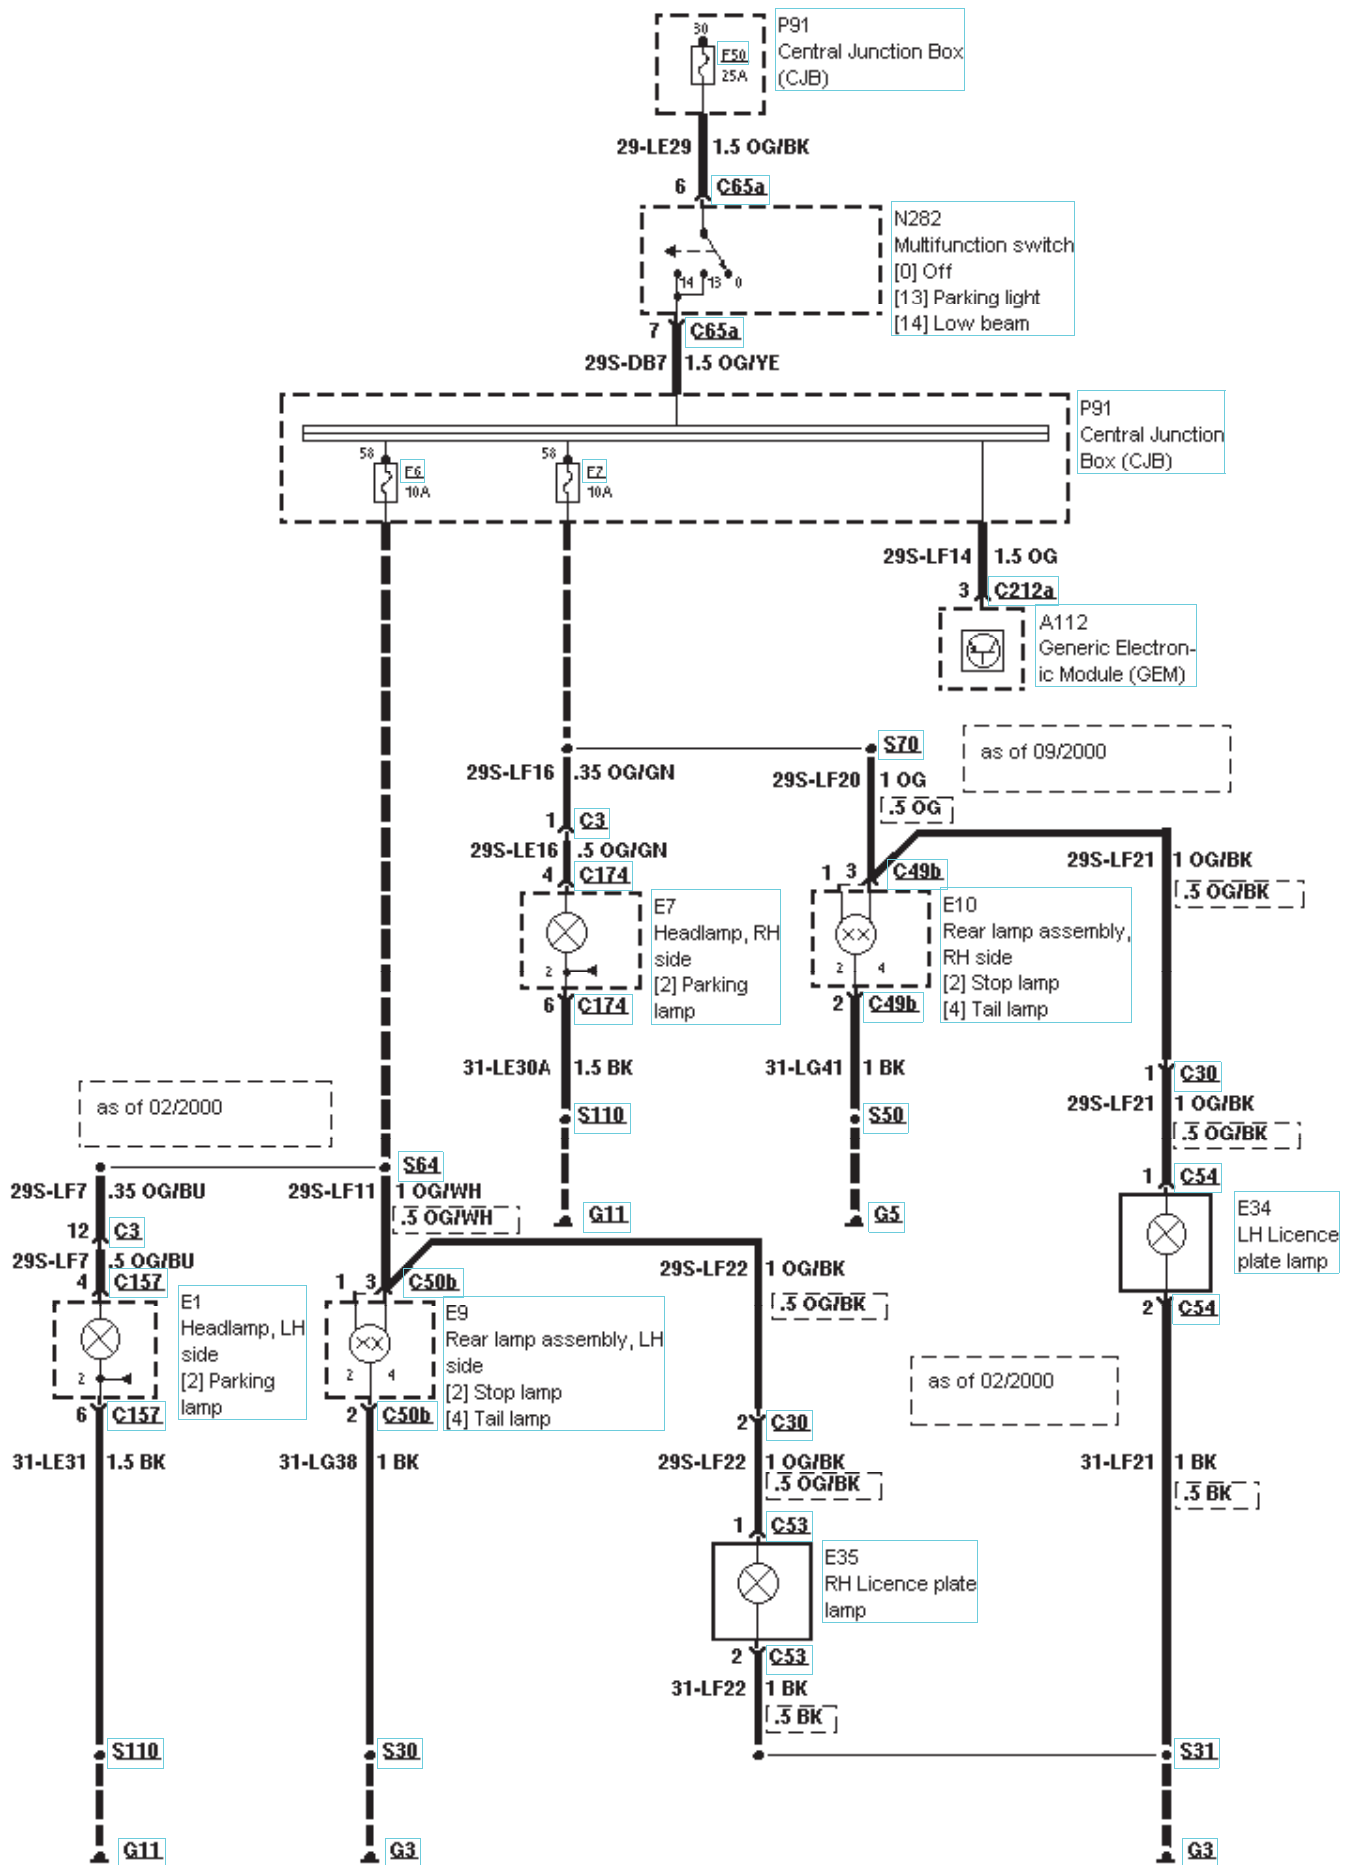 30
F50
25A
P91
Central Junction Box
(CJB)
29-LE29 1.5 OG/BK
6 C65a
N282
Multifunction switch
[0] Off
[13] Parking light
[14] Low beam
14 13 0
7 C65a
29S-DB7 1.5 OG/YE
P91
Central Junction
Box (CJB)
58 F6
10A
58 F7
10A
29S-LF14 1.5 OG
3 C212a
A112
Generic Electron-
ic Module (GEM)
S70
as of 09/2000
29S-LF16 .35 OG/GN
29S-LF20 1 OG
.5 OG
1 C3
29S-LE16 .5 OG/GN
4 C174
1 3 C49b
29S-LF21 1 OG/BK
.5 OG/BK
E7
Headlamp, RH
side
[2] Parking
lamp
2
E10
Rear lamp assembly,
RH side
[2] Stop lamp
[4] Tail lamp
2 4
6 C174
2 C49b
31-LE30A 1.5 BK
31-LG41 1 BK
1 C30
29S-LF21 1 OG/BK
.5 OG/BK
as of 02/2000
S110
S50
S64
1 C54
29S-LF7 .35 OG/BU
29S-LF11 1 OG/WH
.5 OG/WH
G11
G5
E34
LH Licence
plate lamp
12 C3
29S-LF7 .5 OG/BU
4 C157
1 3 C50b
29S-LF22 1 OG/BK
.5 OG/BK
2 C54
E1
Headlamp, LH
side
[2] Parking
lamp
2
E9
Rear lamp assembly, LH
side
[2] Stop lamp
[4] Tail lamp
2 4
as of 02/2000
6 C157
2 C50b
2 C30
31-LE31 1.5 BK
31-LG38 1 BK
29S-LF22 1 OG/BK
.5 OG/BK
31-LF21 1 BK
.5 BK
1 C53
E35
RH Licence plate
lamp
2 C53
31-LF22 1 BK
.5 BK
S110
S30
S31
G11
G3
G3